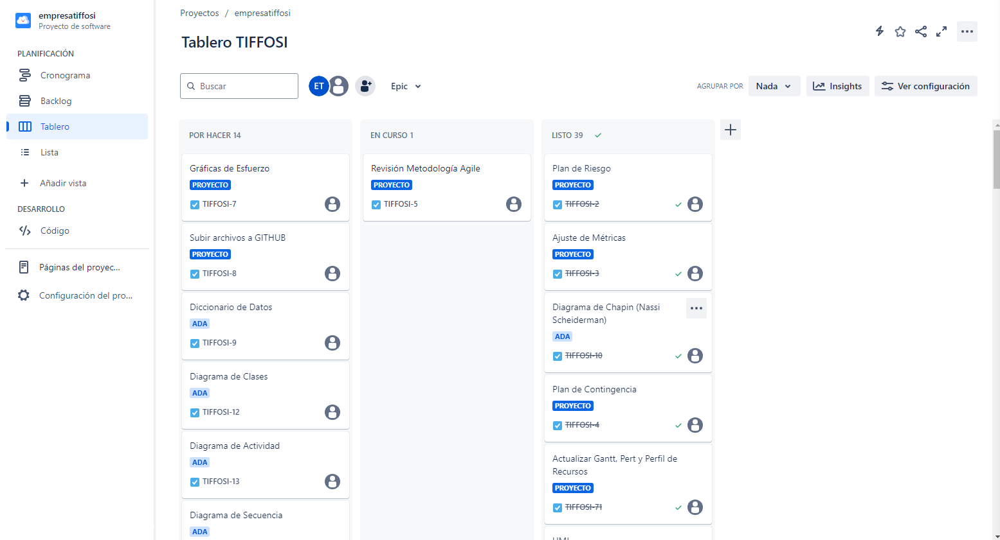 empresatiffosi
Proyecto de software
PLANIFICACIÓN
Cronograma
Backlog
Tablero
Lista
Añadir vista
DESARROLLO
Código
Páginas del proyec...
Configuración del pro...
Proyectos / empresatiffosi
Tablero TIFFOSI
Buscar
ET
Epic
AGRUPAR POR
Nada
Insights
Ver configuración
POR HACER 14
Gráficas de Esfuerzo
PROYECTO
TIFFOSI-7
Subir archivos a GITHUB
PROYECTO
TIFFOSI-8
Diccionario de Datos
ADA
TIFFOSI-9
Diagrama de Clases
ADA
TIFFOSI-12
Diagrama de Actividad
ADA
TIFFOSI-13
Diagrama de Secuencia
ADA
EN CURSO 1
Revisión Metodología Agile
PROYECTO
TIFFOSI-5
LISTO 39
Plan de Riesgo
PROYECTO
TIFFOSI-2
Ajuste de Métricas
PROYECTO
TIFFOSI-3
Diagrama de Chapin (Nassi
Scheiderman)
ADA
TIFFOSI-10
Plan de Contingencia
PROYECTO
TIFFOSI-4
Actualizar Gantt, Pert y Perfil de
Recursos
PROYECTO
TIFFOSI-71